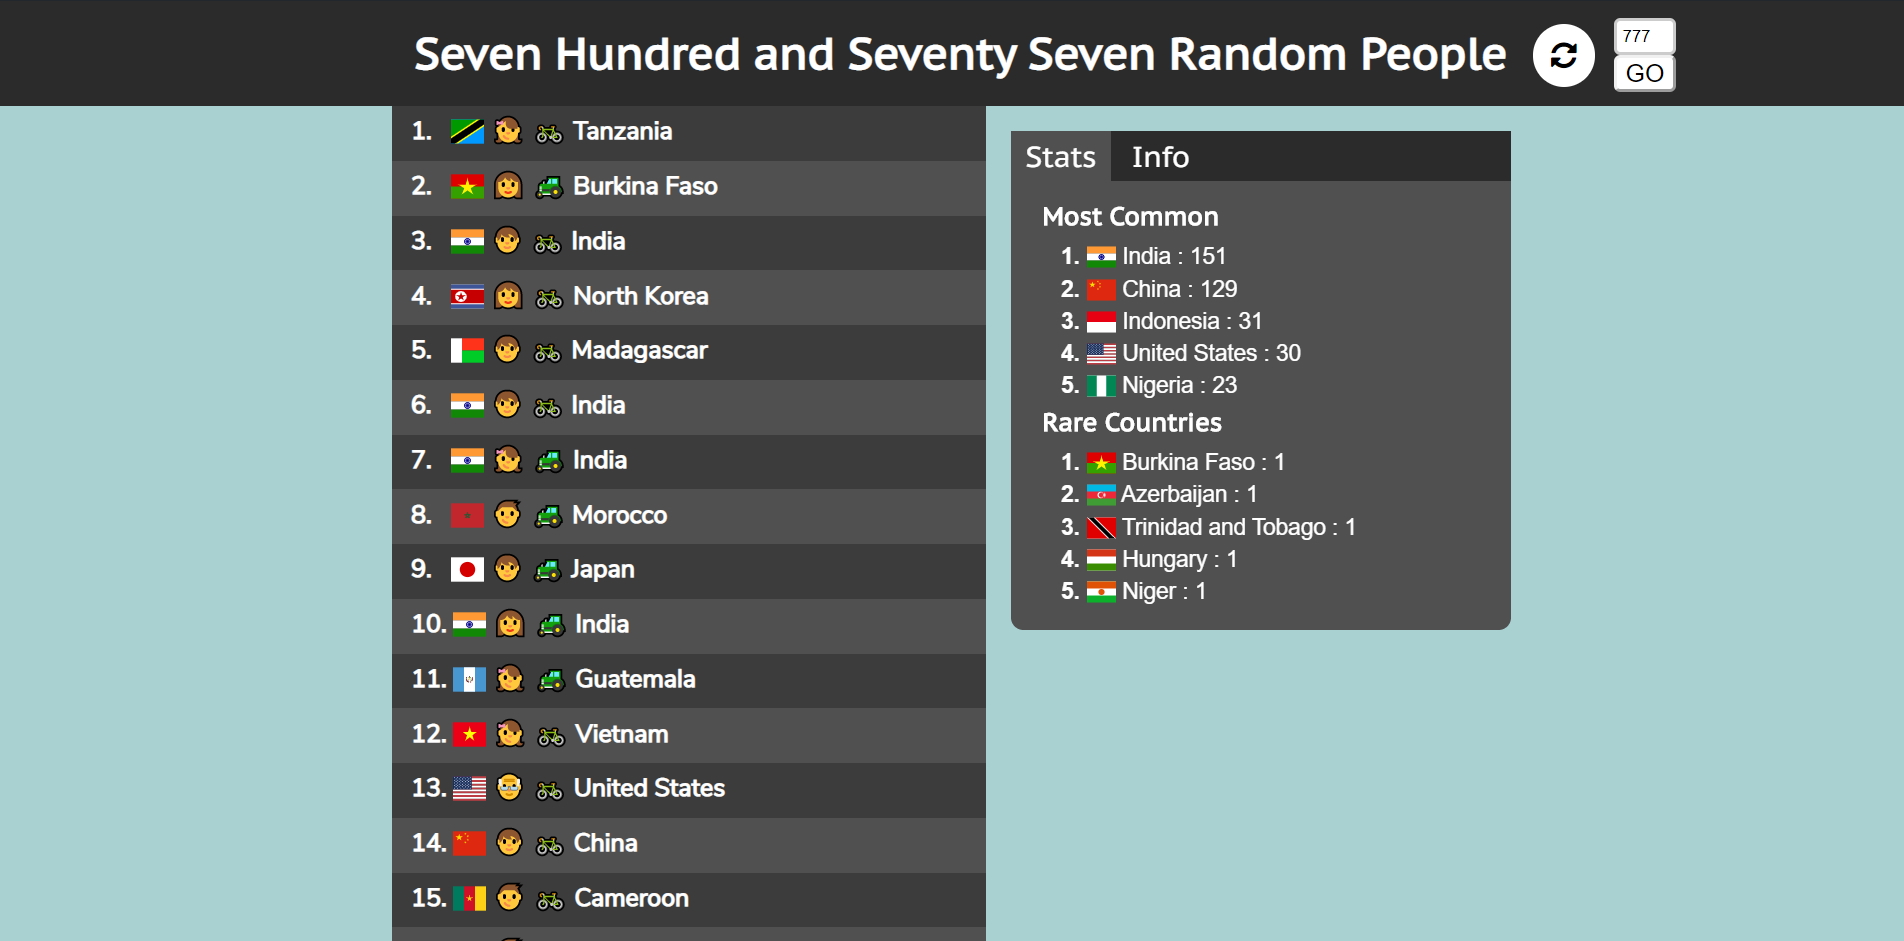 Seven Hundred and Seventy Seven Random People
777
GO
1. Tanzania
2. Burkina Faso
3. India
4. North Korea
5. Madagascar
6. India
7. India
8. Morocco
9. Japan
10. India
11. Guatemala
12. Vietnam
13. United States
14. China
15. Cameroon
Stats Info
Most Common
1. India : 151
2. China : 129
3. Indonesia : 31
4. United States : 30
5. Nigeria : 23
Rare Countries
1. Burkina Faso : 1
2. Azerbaijan : 1
3. Trinidad and Tobago : 1
4. Hungary : 1
5. Niger : 1